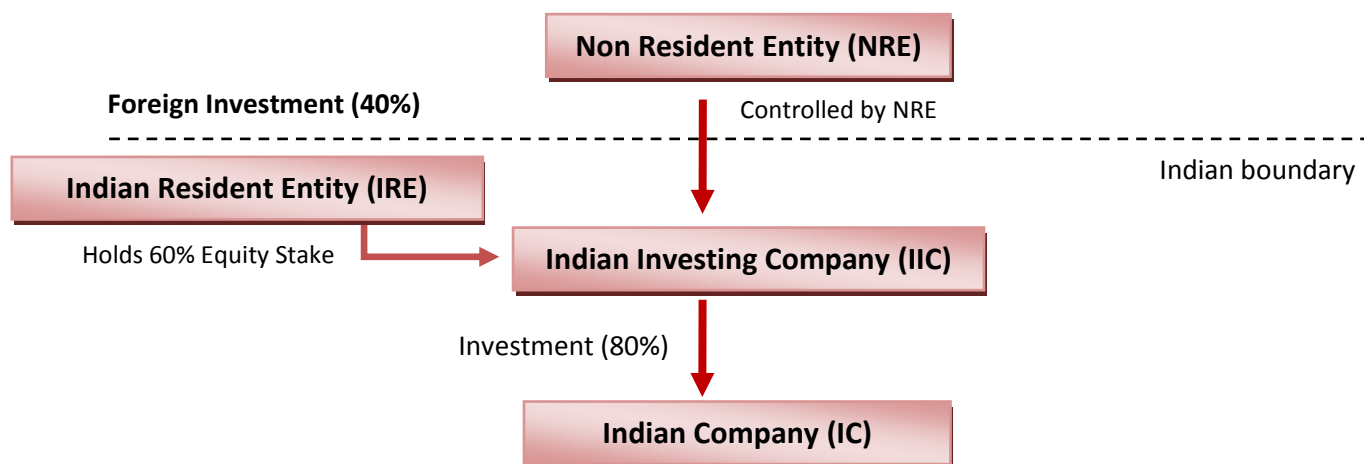 Non Resident Entity (NRE)
Foreign Investment (40%)
Controlled by NRE
Indian boundary
Indian Resident Entity (IRE)
Holds 60% Equity Stake
Indian Investing Company (IIC)
Investment (80%)
Indian Company (IC)